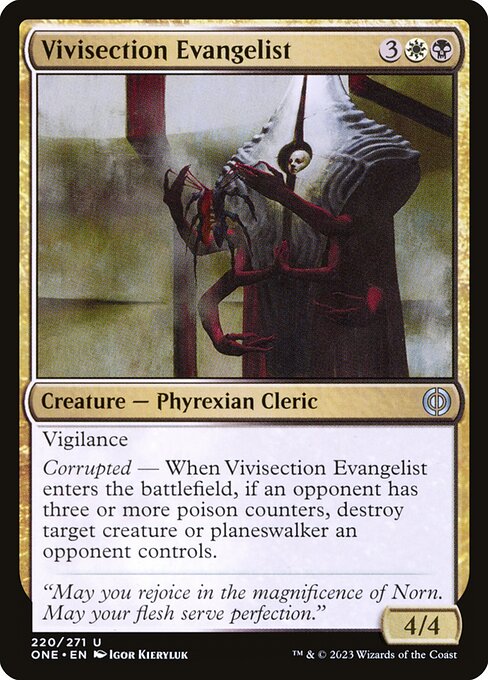 Vivisection Evangelist 3
Creature — Phyrexian Cleric
Vigilance
Corrupted — When Vivisection Evangelist
enters the battlefield, if an opponent has
three or more poison counters, destroy
target creature or planeswalker an
opponent controls.
“May you rejoice in the magnificence of Norn.
May your flesh serve perfection.”
4/4
220/271 U
ONE • EN Igor Kieryluk ™ & © 2023 Wizards of the Coast